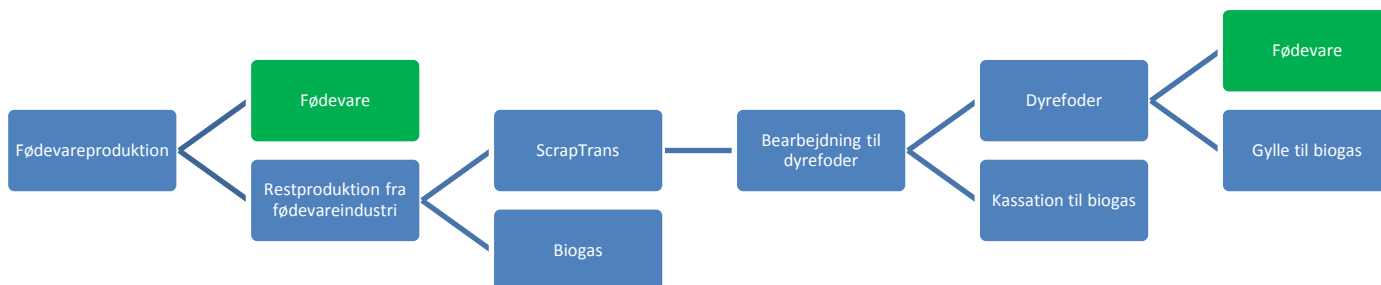 Fødevareproduktion
Fødevare
Restproduktion fra
fødevareindustri
ScrapTrans
Biogas
Bearbejdning til
dyrefoder
Dyrefoder
Kassation til biogas
Fødevare
Gylle til biogas